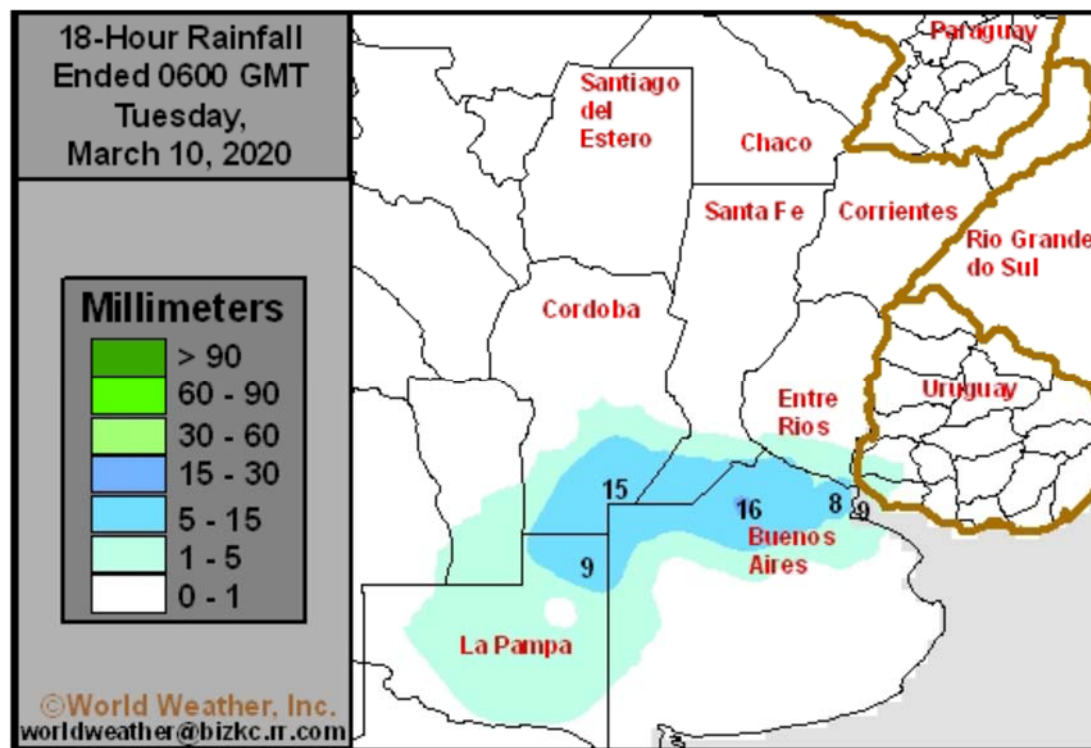 18-Hour Rainfall
Ended 0600 GMT
Tuesday,
March 10, 2020
Millimeters
> 90
60 - 90
30 - 60
15 - 30
5 - 15
1 - 5
0 - 1
©World Weather, Inc.
worldweather@bizkc.rr.com
Paraguay
Santiago
del
Estero
Chaco
Santa Fe
Corrientes
Rio Grande
do Sul
Cordoba
Entre
Rios
Uruguay
15
16
8
9
Buenos
Aires
9
La Pampa